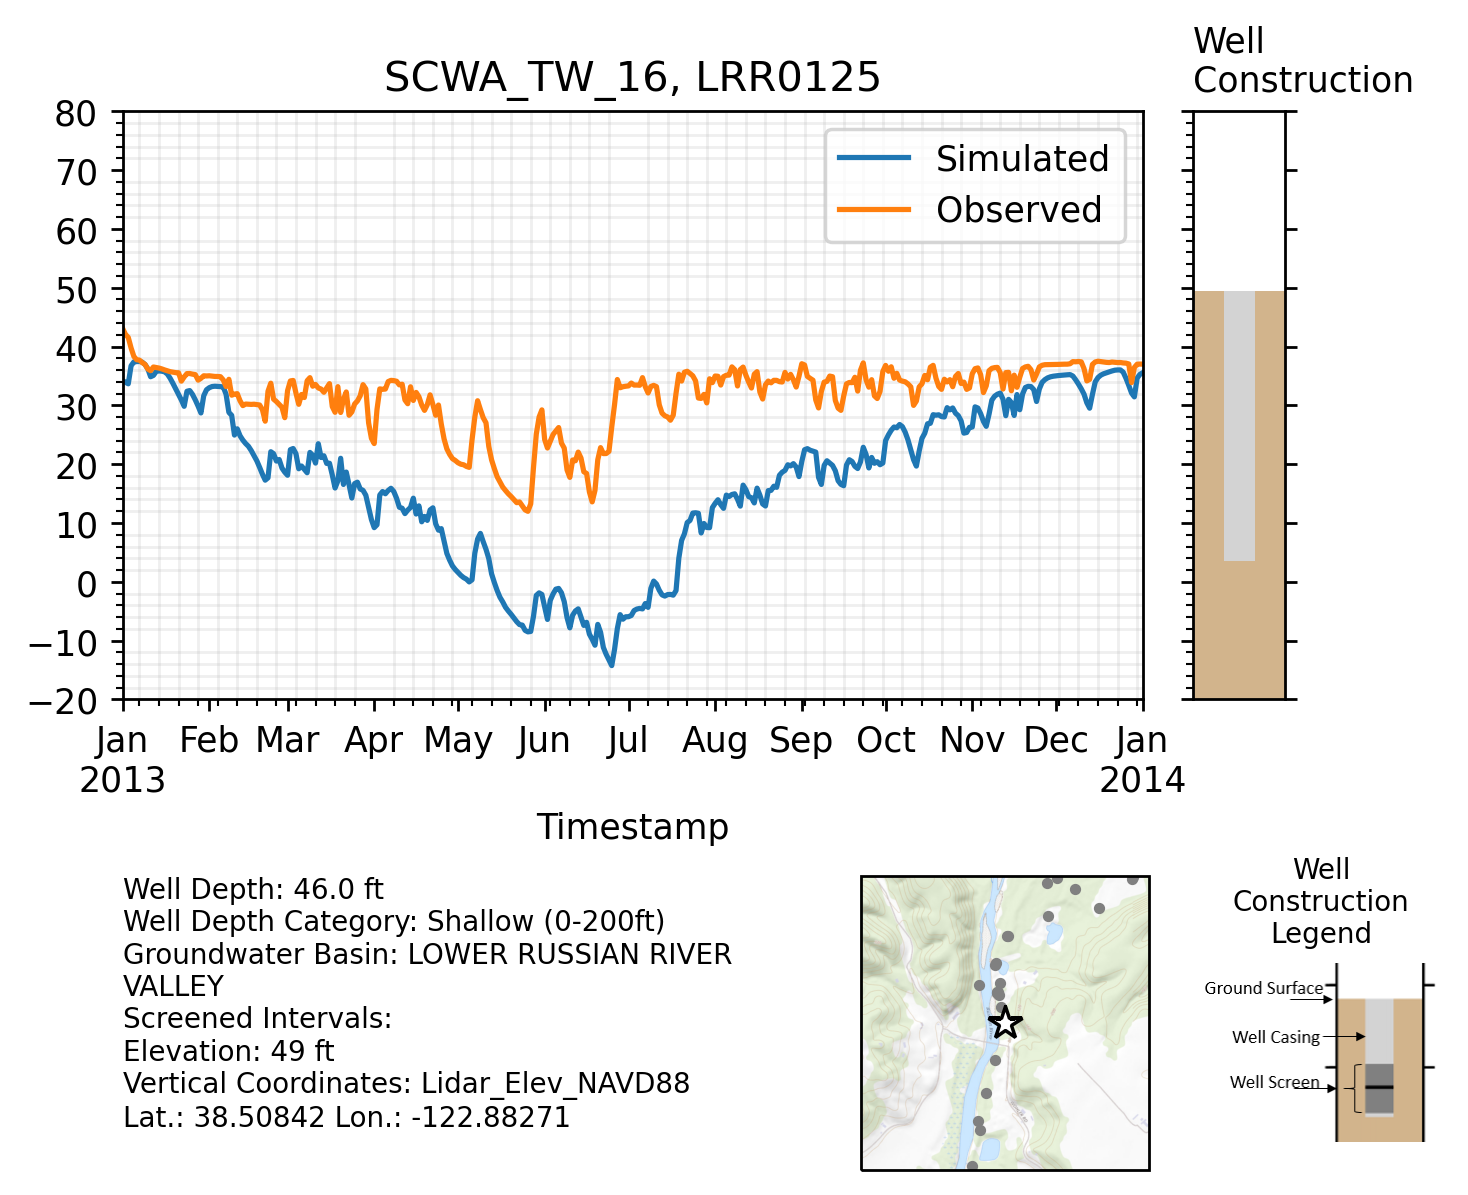 Well
Construction
SCWA_TW_16, LRR0125
80
70
60
50
40
30
20
10
0
−10
−20
Simulated
Observed
Jan Feb Mar Apr May Jun Jul Aug Sep Oct Nov Dec Jan
2013 2014
Timestamp
Well Depth: 46.0 ft
Well Depth Category: Shallow (0-200ft)
Groundwater Basin: LOWER RUSSIAN RIVER
VALLEY
Screened Intervals:
Elevation: 49 ft
Vertical Coordinates: Lidar_Elev_NAVD88
Lat.: 38.50842 Lon.: -122.88271
Well
Construction
Legend
Ground Surface
Well Casing
Well Screen